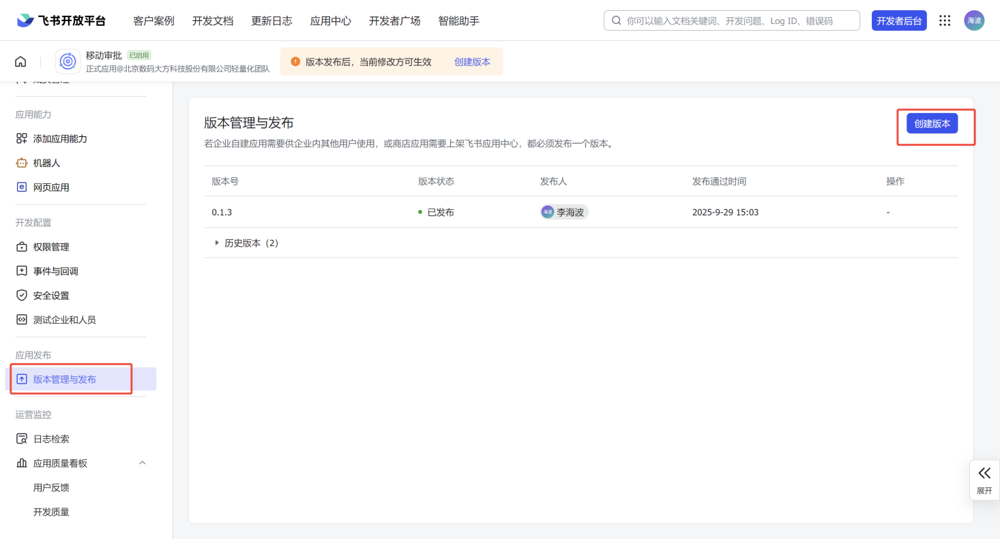 飞书开放平台
客户案例 开发文档 更新日志 应用中心 开发者广场 智能助手
你可以输入文档关键词、开发问题、Log ID、错误码
开发者后台
海波
移动审批 已启用
正式应用@北京数码大方科技股份有限公司轻量化团队
版本发布后，当前修改方可生效 创建版本
应用能力
添加应用能力
机器人
网页应用
开发配置
权限管理
事件与回调
安全设置
测试企业和人员
应用发布
版本管理与发布
运营监控
日志检索
应用质量看板
用户反馈
开发质量
版本管理与发布
创建版本
若企业自建应用需要供企业内其他用户使用，或商店应用需要上架飞书应用中心，都必须发布一个版本。
版本号 版本状态 发布人 发布通过时间 操作
0.1.3 已发布 海波 李海波 2025-9-29 15:03 -
历史版本（2）
展开